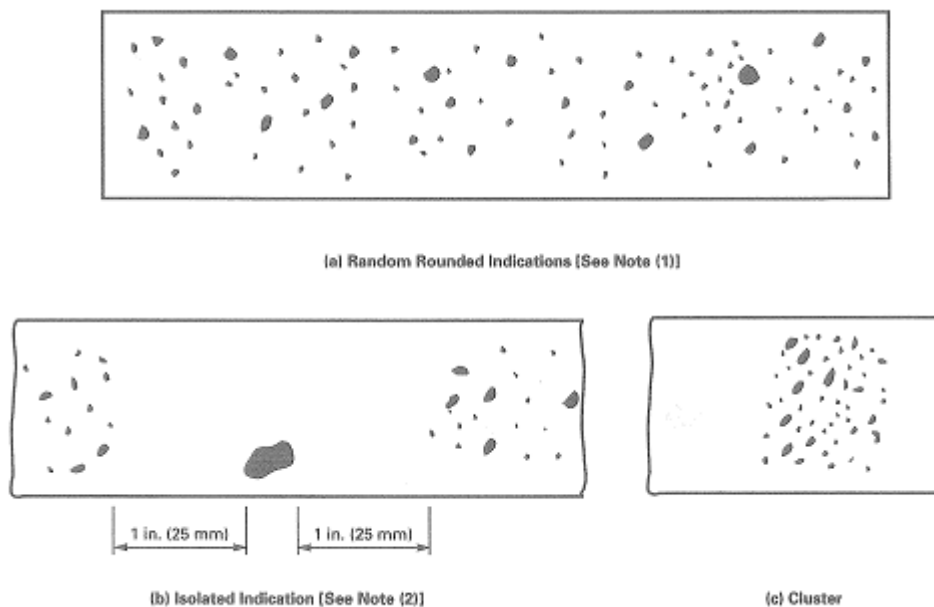 (a) Random Rounded Indications [See Note (1)]
1 in. (25 mm)
1 in. (25 mm)
(b) Isolated Indication [See Note (2)]
(c) Cluster